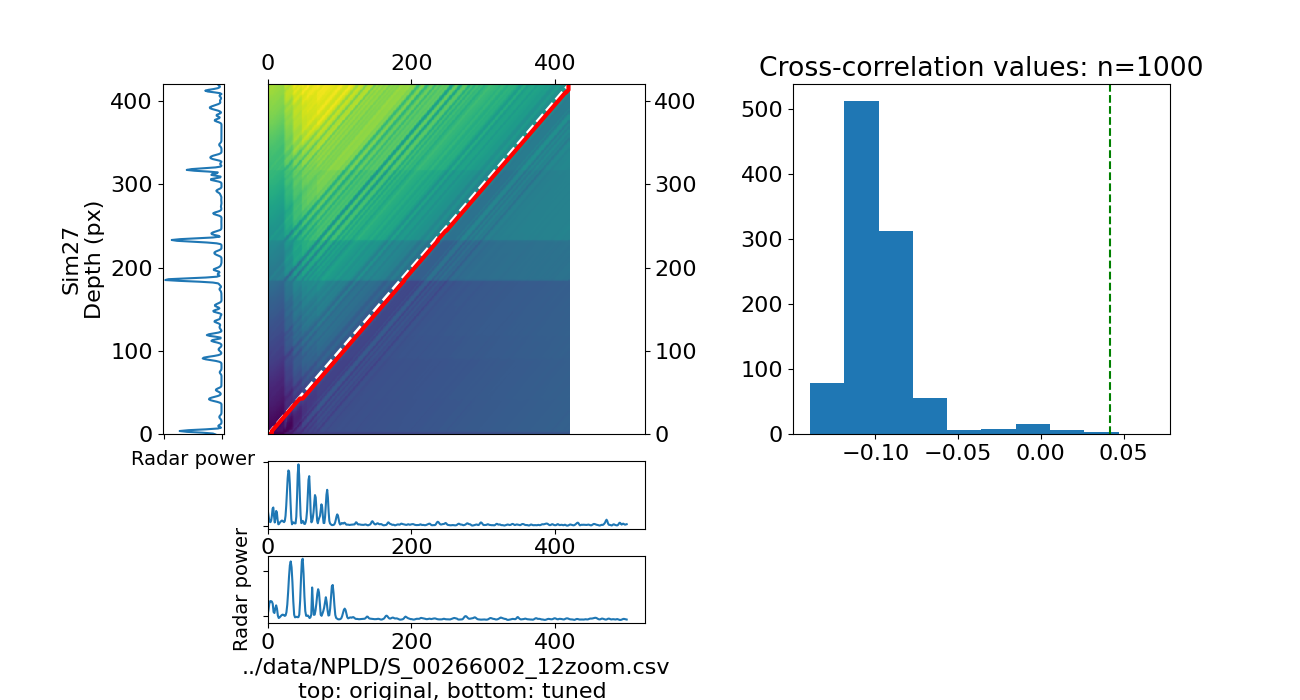 Cross-correlation values: n=1000
0 200 400
400
300
200
100
0
Sim27
Depth (px)
400
300
200
100
0
500
400
300
200
100
0
−0.10 −0.05 0.00 0.05
Radar power
0 200 400
Radar power
0 200 400
../data/NPLD/S_00266002_12zoom.csv
top: original, bottom: tuned